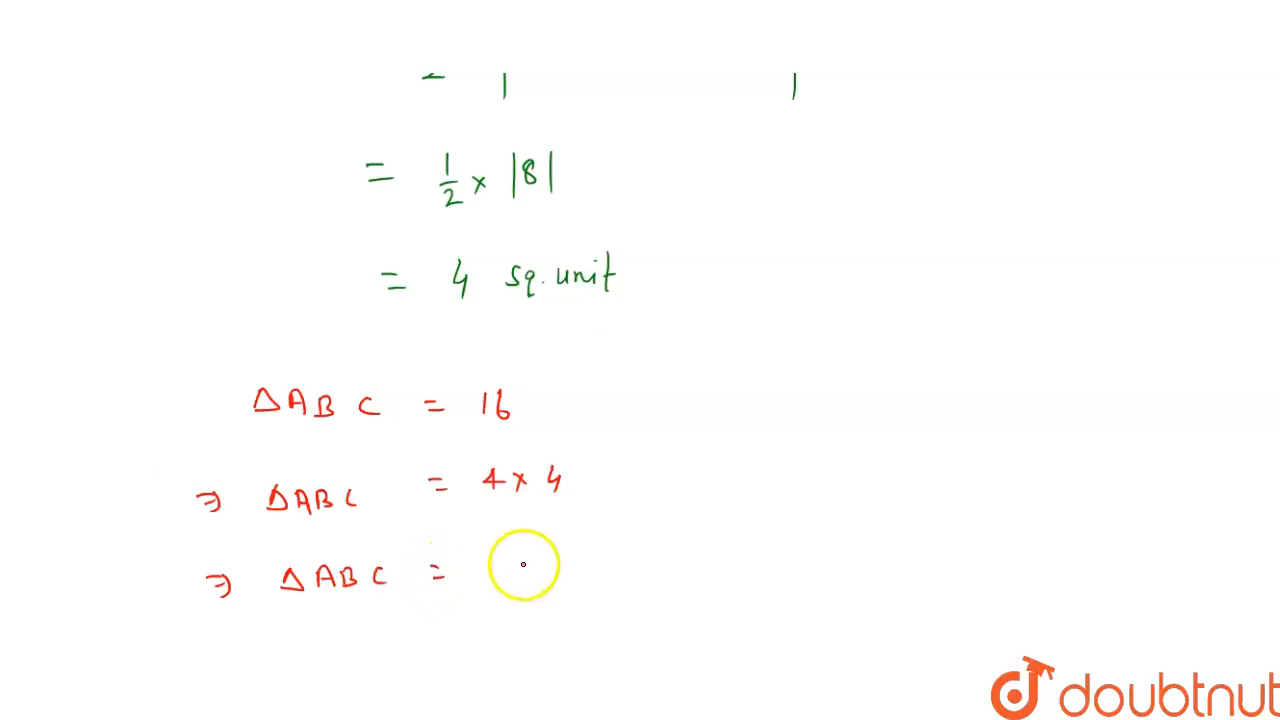 = 1/2 × |8|
= 4 sq. unit
ΔABC = 16
⇒ ΔABC = 4 × 4
⇒ ΔABC =
doubtnut